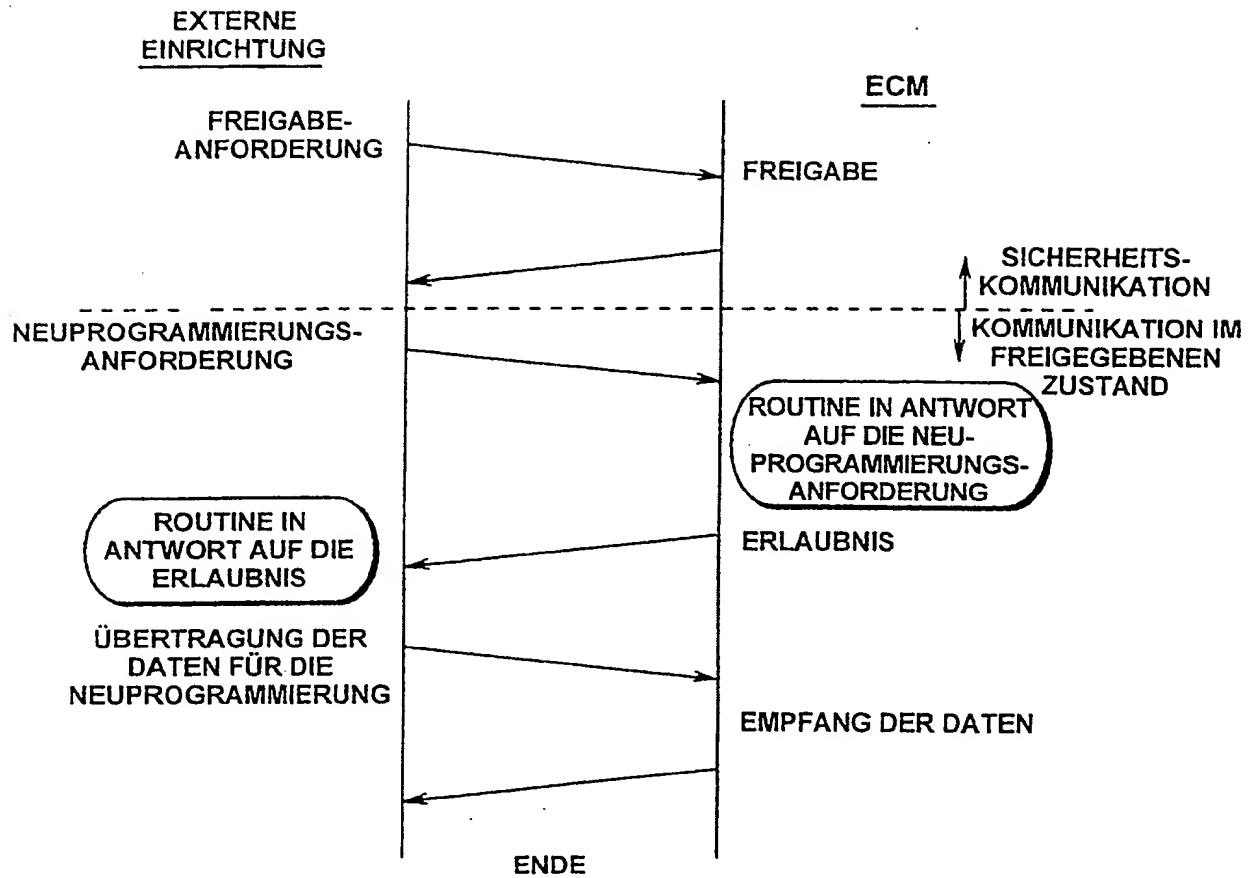 EXTERNE
EINRICHTUNG
ECM
FREIGABE-
ANFORDERUNG
FREIGABE
SICHERHEITS-
KOMMUNIKATION
NEUPROGRAMMIERUNGS-
ANFORDERUNG
KOMMUNIKATION IM
FREIGEGEBENEN
ZUSTAND
ROUTINE IN ANTWORT
AUF DIE NEU-
PROGRAMMIERUNGS-
ANFORDERUNG
ROUTINE IN
ANTWORT AUF DIE
ERLAUBNIS
ERLAUBNIS
ÜBERTRAGUNG DER
DATEN FÜR DIE
NEUPROGRAMMIERUNG
EMPFANG DER DATEN
ENDE